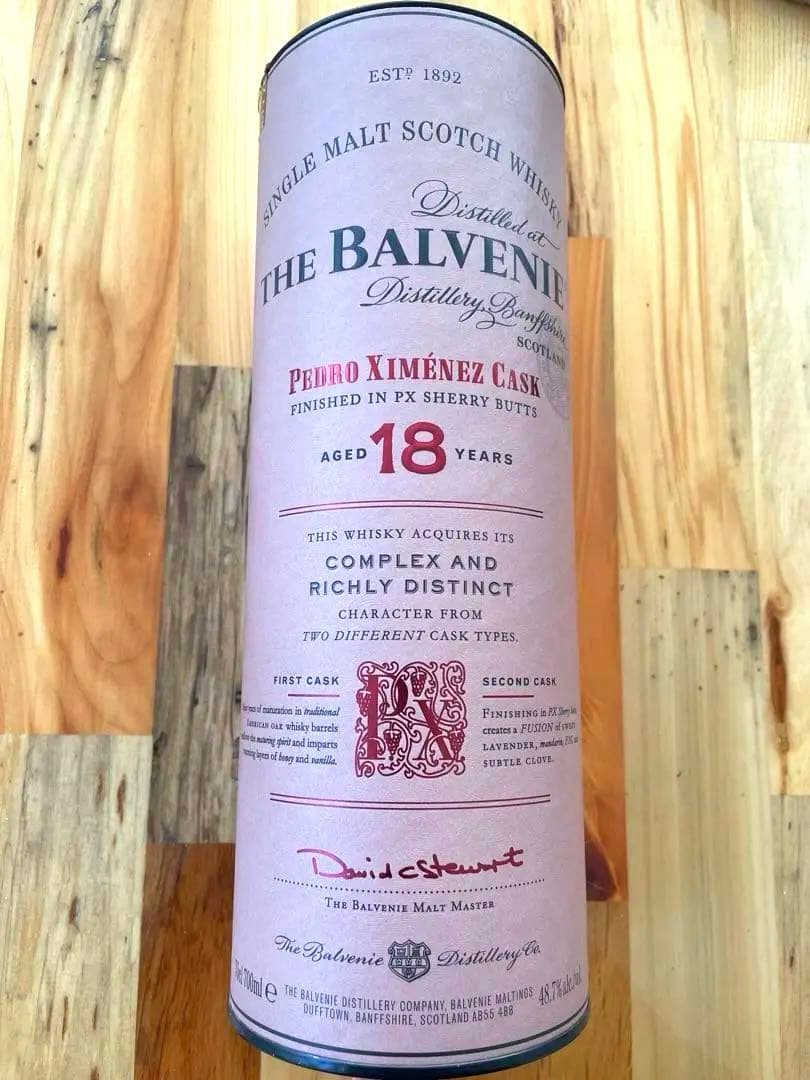 ESTD 1892
SINGLE MALT SCOTCH WHISKY
Distilled at
THE BALVENIE
Distillery, Banffshire
SCOTLAND
PEDRO XIMÉNEZ CASK
FINISHED IN PX SHERRY BUTTS
AGED 18 YEARS
THIS WHISKY ACQUIRES ITS
COMPLEX AND
RICHLY DISTINCT
CHARACTER FROM
TWO DIFFERENT CASK TYPES.
FIRST CASK
years of maturation in traditional
AMERICAN OAK whisky barrels
the maturing spirit and imparts
layers of honey and vanilla.
PX
SECOND CASK
FINISHING in PX Sherry
creates a FUSION of sweet
LAVENDER, mandarin, FIG
SUBTLE CLOVE.
David C Stewart
THE BALVENIE MALT MASTER
The Balvenie Distillery Co.
70cl 700ml e
THE BALVENIE DISTILLERY COMPANY, BALVENIE MALTINGS
DUFFTOWN, BANFFSHIRE, SCOTLAND AB55 4BB
48.7% alc./vol.